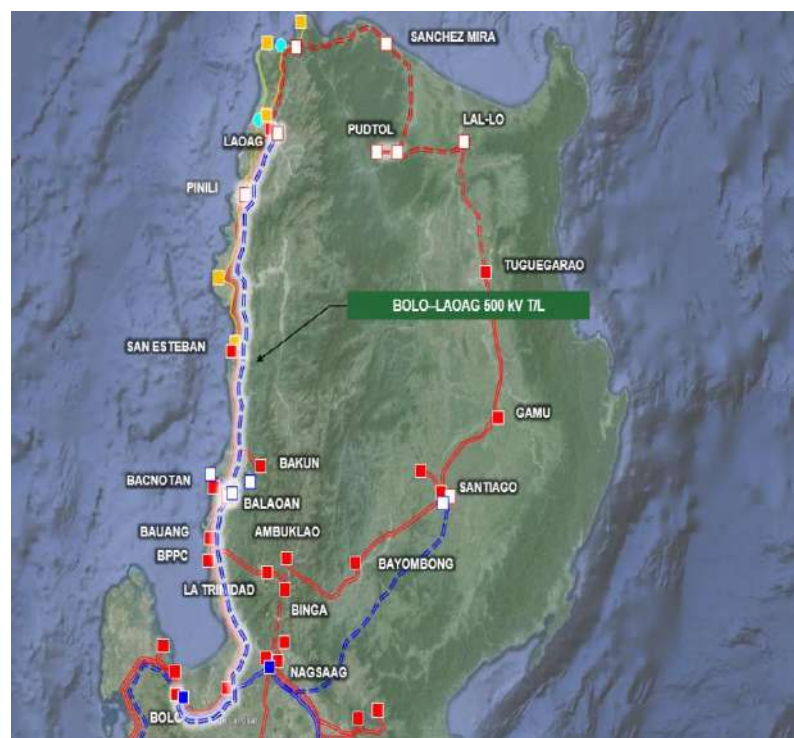 SANCHEZ MIRA
LAL-LO
PUDTOL
LAOAG
PINILI
TUGUEGARAO
BOLO–LAOAG 500 kV T/L
SAN ESTEBAN
GAMU
BAKUN
BACNOTAN
SANTIAGO
BALAOAN
BAUANG
AMBUKLAO
BPPC
BAYOMBONG
LA TRINIDAD
BINGA
NAGSAAG
BOLO